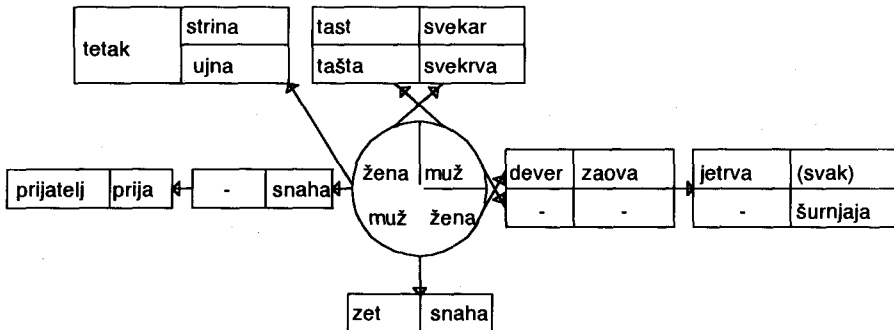 strina tast svekar
tetak
ujna tašta svekrva
žena muž dever zaova jetrva (svak)
prijatelj prija - snaha
muž žena - - - šurnjaja
zet snaha